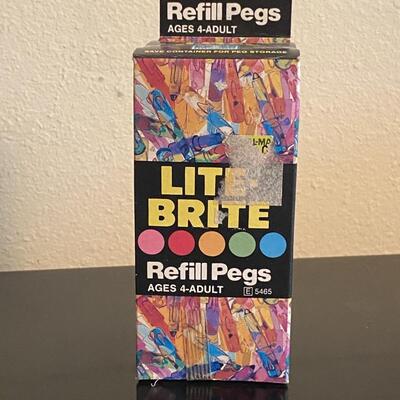 Refill Pegs
AGES 4-ADULT
SAVE CONTAINER FOR PEG STORAGE
LITE-
BRITE
Refill Pegs
AGES 4-ADULT
E 5465